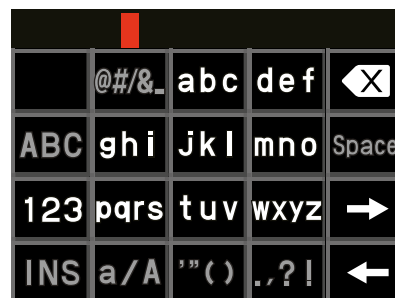 @#/&_ abc def X
ABC ghi jkl mno Space
123 pqrs tuv wxyz →
INS a/A '"() .,?! ←